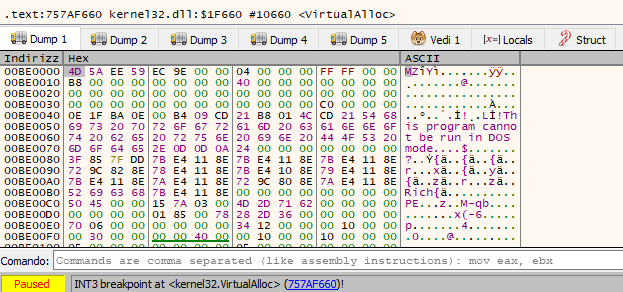 .text:757AF660 kernel32.dll:$1F660 #10660 <VirtualAlloc>
Dump 1 Dump 2 Dump 3 Dump 4 Dump 5 Vedi 1 [x=] Locals Struct
Indirizz Hex ASCII
00BE0000 4D 5A EE 59 EC 9E 00 00 04 00 00 00 FF FF 00 00 MZîYì.......ÿÿ..
00BE0010 B8 00 00 00 00 00 00 00 40 00 00 00 00 00 00 00 ¸.......@.......
00BE0020 00 00 00 00 00 00 00 00 00 00 00 00 00 00 00 00 ................
00BE0030 00 00 00 00 00 00 00 00 00 00 00 00 C0 00 00 00 ............À...
00BE0040 0E 1F BA 0E 00 B4 09 CD 21 B8 01 4C CD 21 54 68 ..º..´.Í!¸.LÍ!Th
00BE0050 69 73 20 70 72 6F 67 72 61 6D 20 63 61 6E 6E 6F is program canno
00BE0060 74 20 62 65 20 72 75 6E 20 69 6E 20 44 4F 53 20 t be run in DOS
00BE0070 6D 6F 64 65 2E 0D 0D 0A 24 00 00 00 00 00 00 00 mode....$.......
00BE0080 3F 85 7F DD 7B E4 11 8E 7B E4 11 8E 7B E4 11 8E ?..Ý{ä..{ä..{ä..
00BE0090 72 9C 82 8E 78 E4 11 8E 7B E4 10 8E 79 E4 11 8E r...xä..{ä..yä..
00BE00A0 7B E4 11 8E 7A E4 11 8E 72 9C 80 8E 7A E4 11 8E {ä..zä..r...zä..
00BE00B0 52 69 63 68 7B E4 11 8E 00 00 00 00 00 00 00 00 Rich{ä..........
00BE00C0 50 45 00 00 15 7A 03 00 4D 2D 71 62 00 00 00 00 PE...z..M-qb....
00BE00D0 00 00 00 00 01 85 00 78 28 2D 36 00 00 00 00 00 .......x(-6.....
00BE00E0 70 06 00 00 00 00 00 00 34 12 00 00 00 10 00 00 p.......4.......
00BE00F0 00 30 00 00 00 00 40 00 00 10 00 10 10 00 00 00 .0....@.........
Comando: Commands are comma separated (like assembly instructions): mov eax, ebx
Paused INT3 breakpoint at <kernel32.VirtualAlloc> (757AF660)!